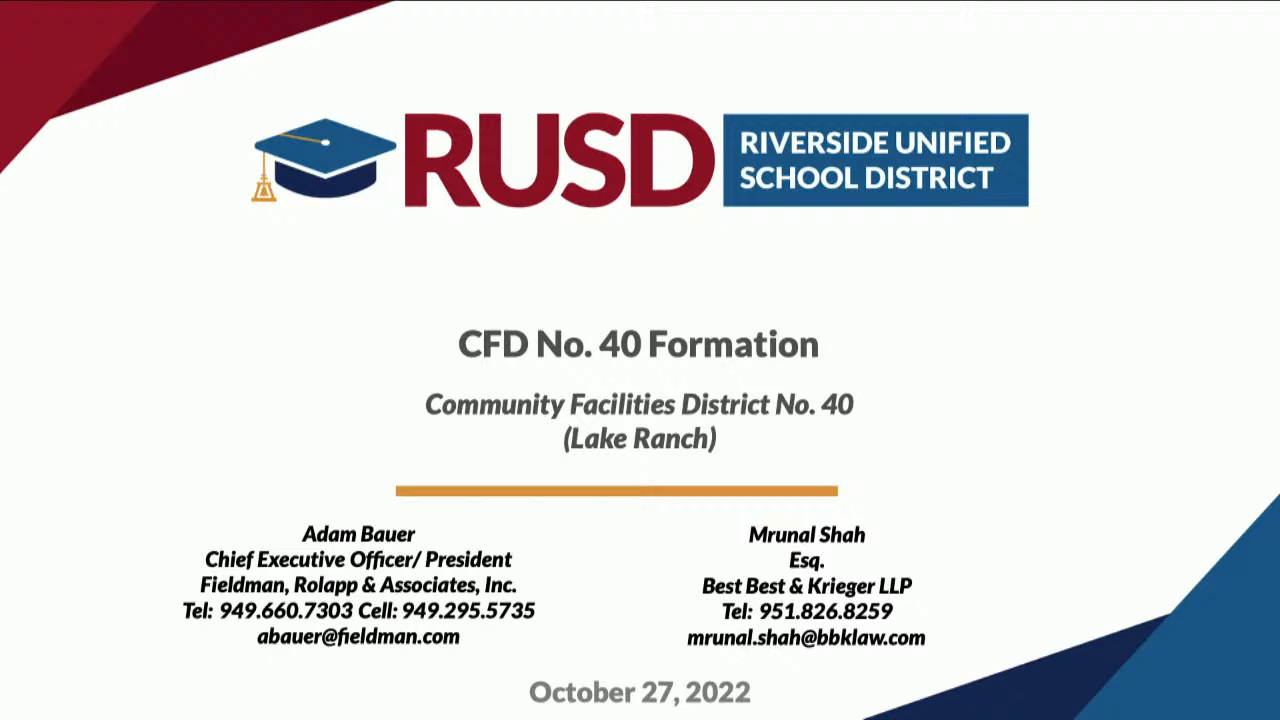 RUSD
RIVERSIDE UNIFIED
SCHOOL DISTRICT
CFD No. 40 Formation
Community Facilities District No. 40
(Lake Ranch)
Adam Bauer
Chief Executive Officer/ President
Fieldman, Rolapp & Associates, Inc.
Tel: 949.660.7303 Cell: 949.295.5735
abauer@fieldman.com
Mrunal Shah
Esq.
Best Best & Krieger LLP
Tel: 951.826.8259
mrunal.shah@bbklaw.com
October 27, 2022